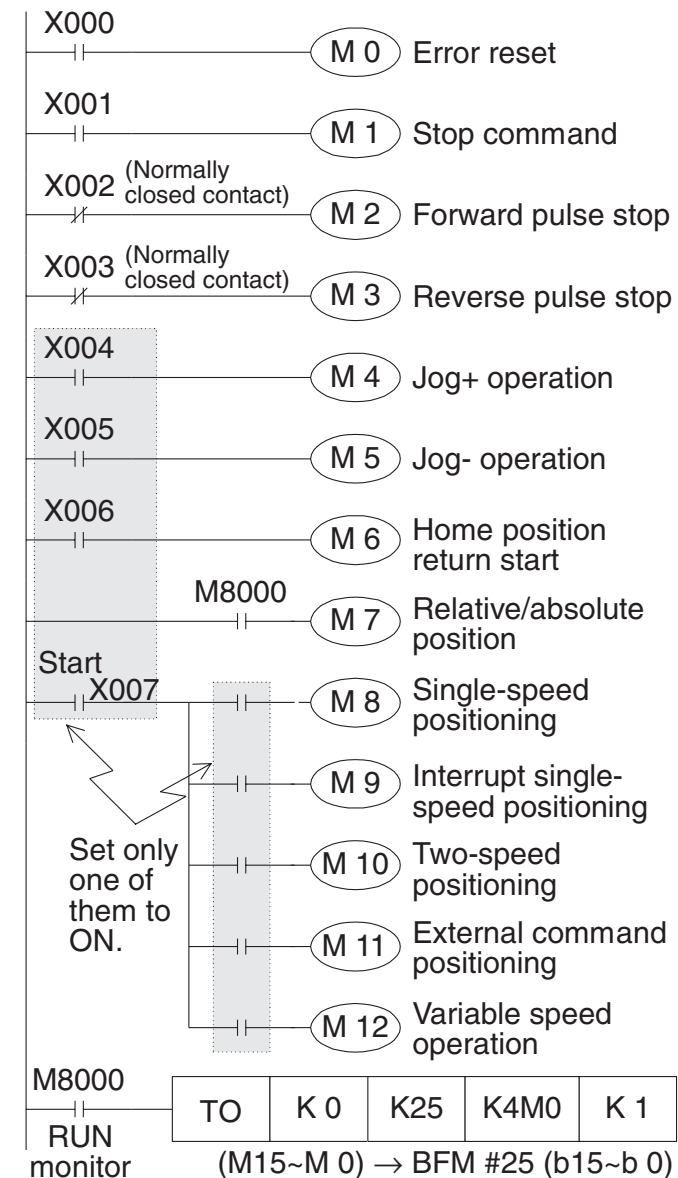 X000
M 0 Error reset
X001
M 1 Stop command
X002 (Normally
closed contact)
M 2 Forward pulse stop
X003 (Normally
closed contact)
M 3 Reverse pulse stop
X004
M 4 Jog+ operation
X005
M 5 Jog- operation
X006
M 6 Home position
return start
M8000
M 7 Relative/absolute
position
Start
X007
M 8 Single-speed
positioning
M 9 Interrupt single-
speed positioning
Set only
one of
them to
ON.
M 10 Two-speed
positioning
M 11 External command
positioning
M 12 Variable speed
operation
M8000
RUN
monitor
TO K 0 K25 K4M0 K 1
(M15~M 0) → BFM #25 (b15~b 0)